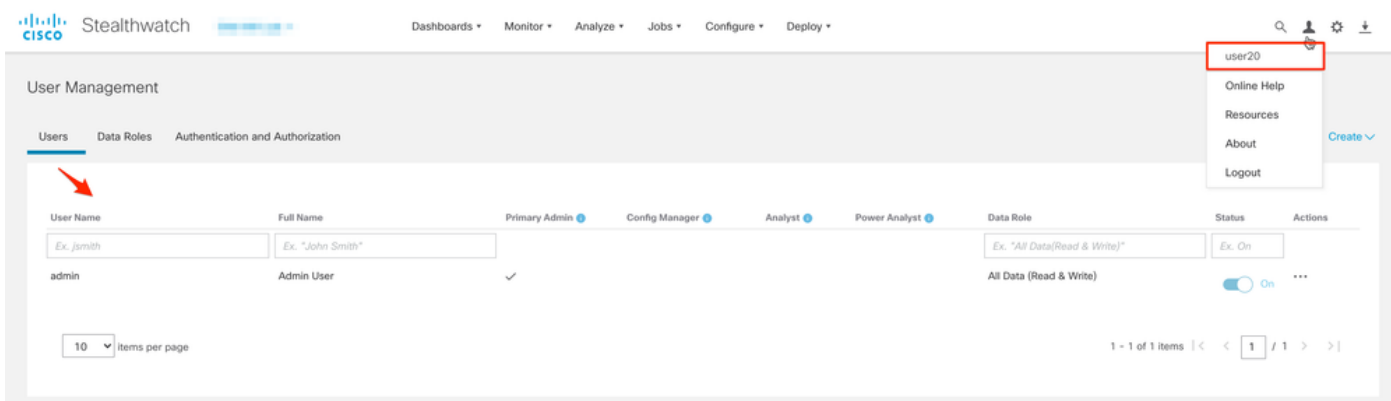 cisco Stealthwatch Dashboards Monitor Analyze Jobs Configure Deploy
user20
Online Help
Resources
About
Logout
User Management
Users Data Roles Authentication and Authorization Create
User Name Full Name Primary Admin Config Manager Analyst Power Analyst Data Role Status Actions
Ex. jsmith Ex. "John Smith" Ex. "All Data(Read & Write)" Ex. On
admin Admin User All Data (Read & Write) On ...
10 items per page 1 - 1 of 1 items |< < 1 / 1 > >|